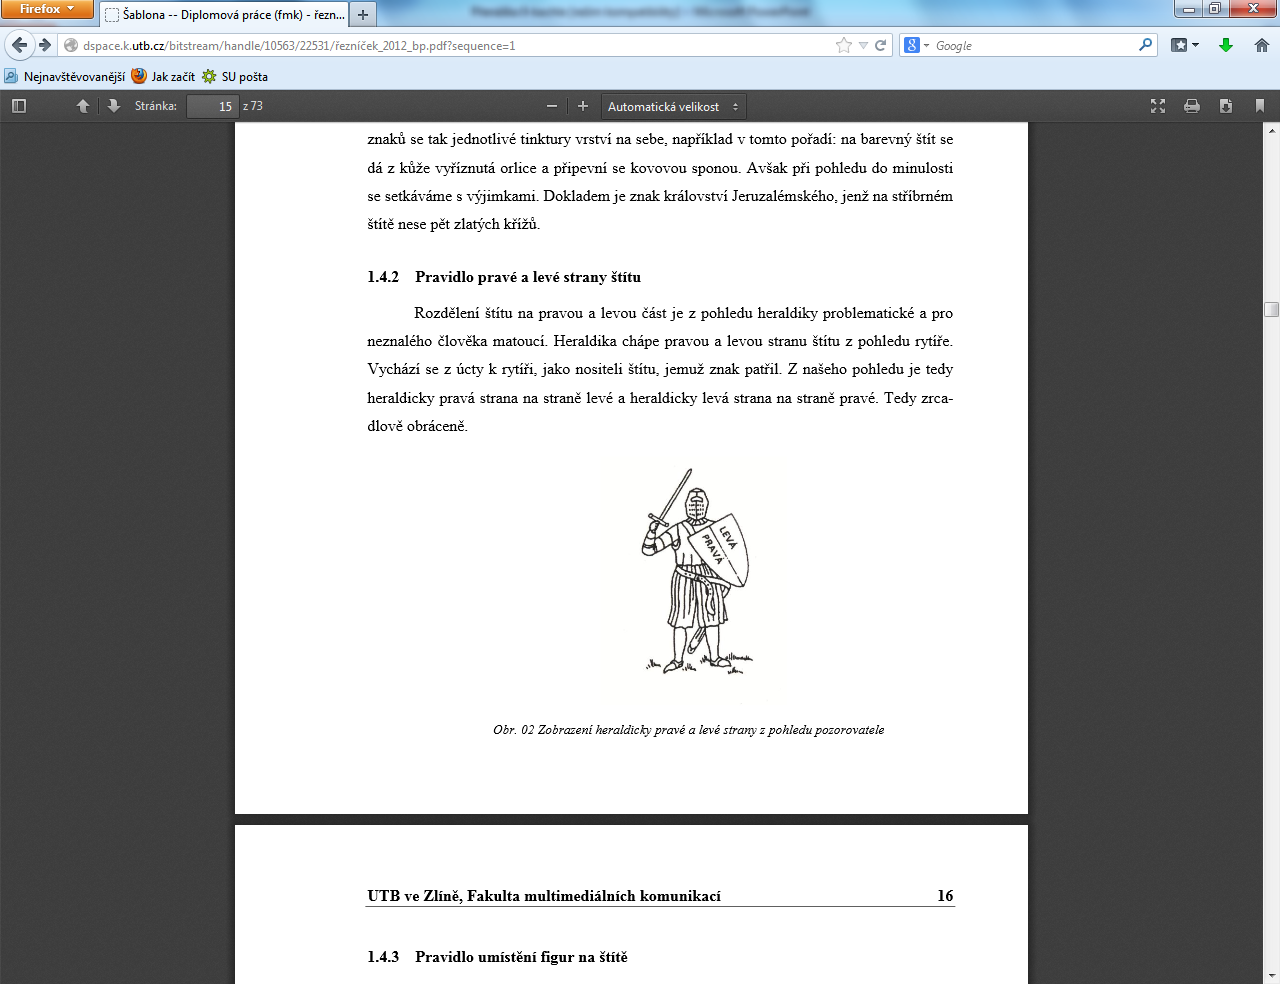 Firefox
Šablona -- Diplomová práce (fmk) - řezn...
dspace.k.utb.cz/bitstream/handle/10563/22531/řezníček_2012_bp.pdf?sequence=1
Google
Nejnavštěvovanější Jak začít SU pošta
Stránka: 15 z 73 Automatická velikost
znaků se tak jednotlivé tinktury vrství na sebe, například v tomto pořadí: na barevný štít se
dá z kůže vyříznutá orlice a připevní se kovovou sponou. Avšak při pohledu do minulosti
se setkáváme s výjimkami. Dokladem je znak království Jeruzalémského, jenž na stříbrném
štítě nese pět zlatých křížů.
1.4.2 Pravidlo pravé a levé strany štítu
Rozdělení štítu na pravou a levou část je z pohledu heraldiky problematické a pro
neznalého člověka matoucí. Heraldika chápe pravou a levou stranu štítu z pohledu rytíře.
Vychází se z úcty k rytíři, jako nositeli štítu, jemuž znak patřil. Z našeho pohledu je tedy
heraldicky pravá strana na straně levé a heraldicky levá strana na straně pravé. Tedy zrca-
dlově obráceně.
LEVÁ
PRAVÁ
Obr. 02 Zobrazení heraldicky pravé a levé strany z pohledu pozorovatele
UTB ve Zlíně, Fakulta multimediálních komunikací 16
1.4.3 Pravidlo umístění figur na štítě